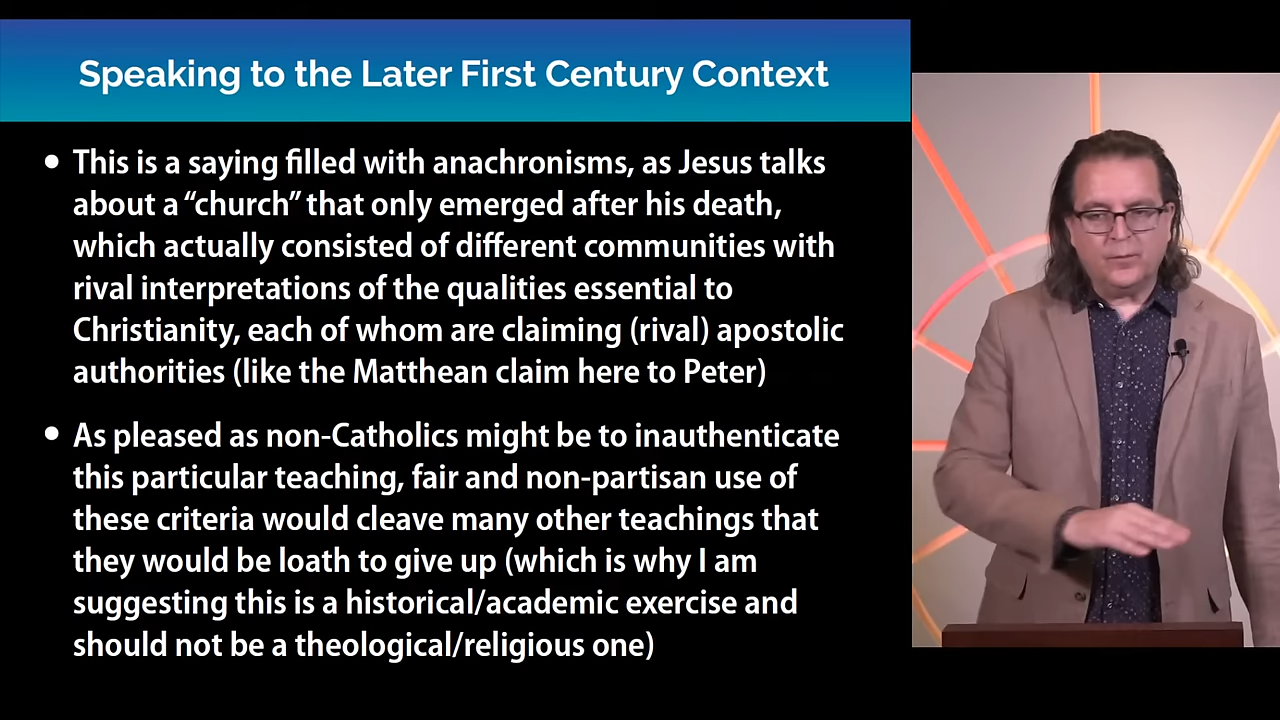 Speaking to the Later First Century Context
• This is a saying filled with anachronisms, as Jesus talks
about a “church” that only emerged after his death,
which actually consisted of different communities with
rival interpretations of the qualities essential to
Christianity, each of whom are claiming (rival) apostolic
authorities (like the Matthean claim here to Peter)
• As pleased as non-Catholics might be to inauthenticate
this particular teaching, fair and non-partisan use of
these criteria would cleave many other teachings that
they would be loath to give up (which is why I am
suggesting this is a historical/academic exercise and
should not be a theological/religious one)